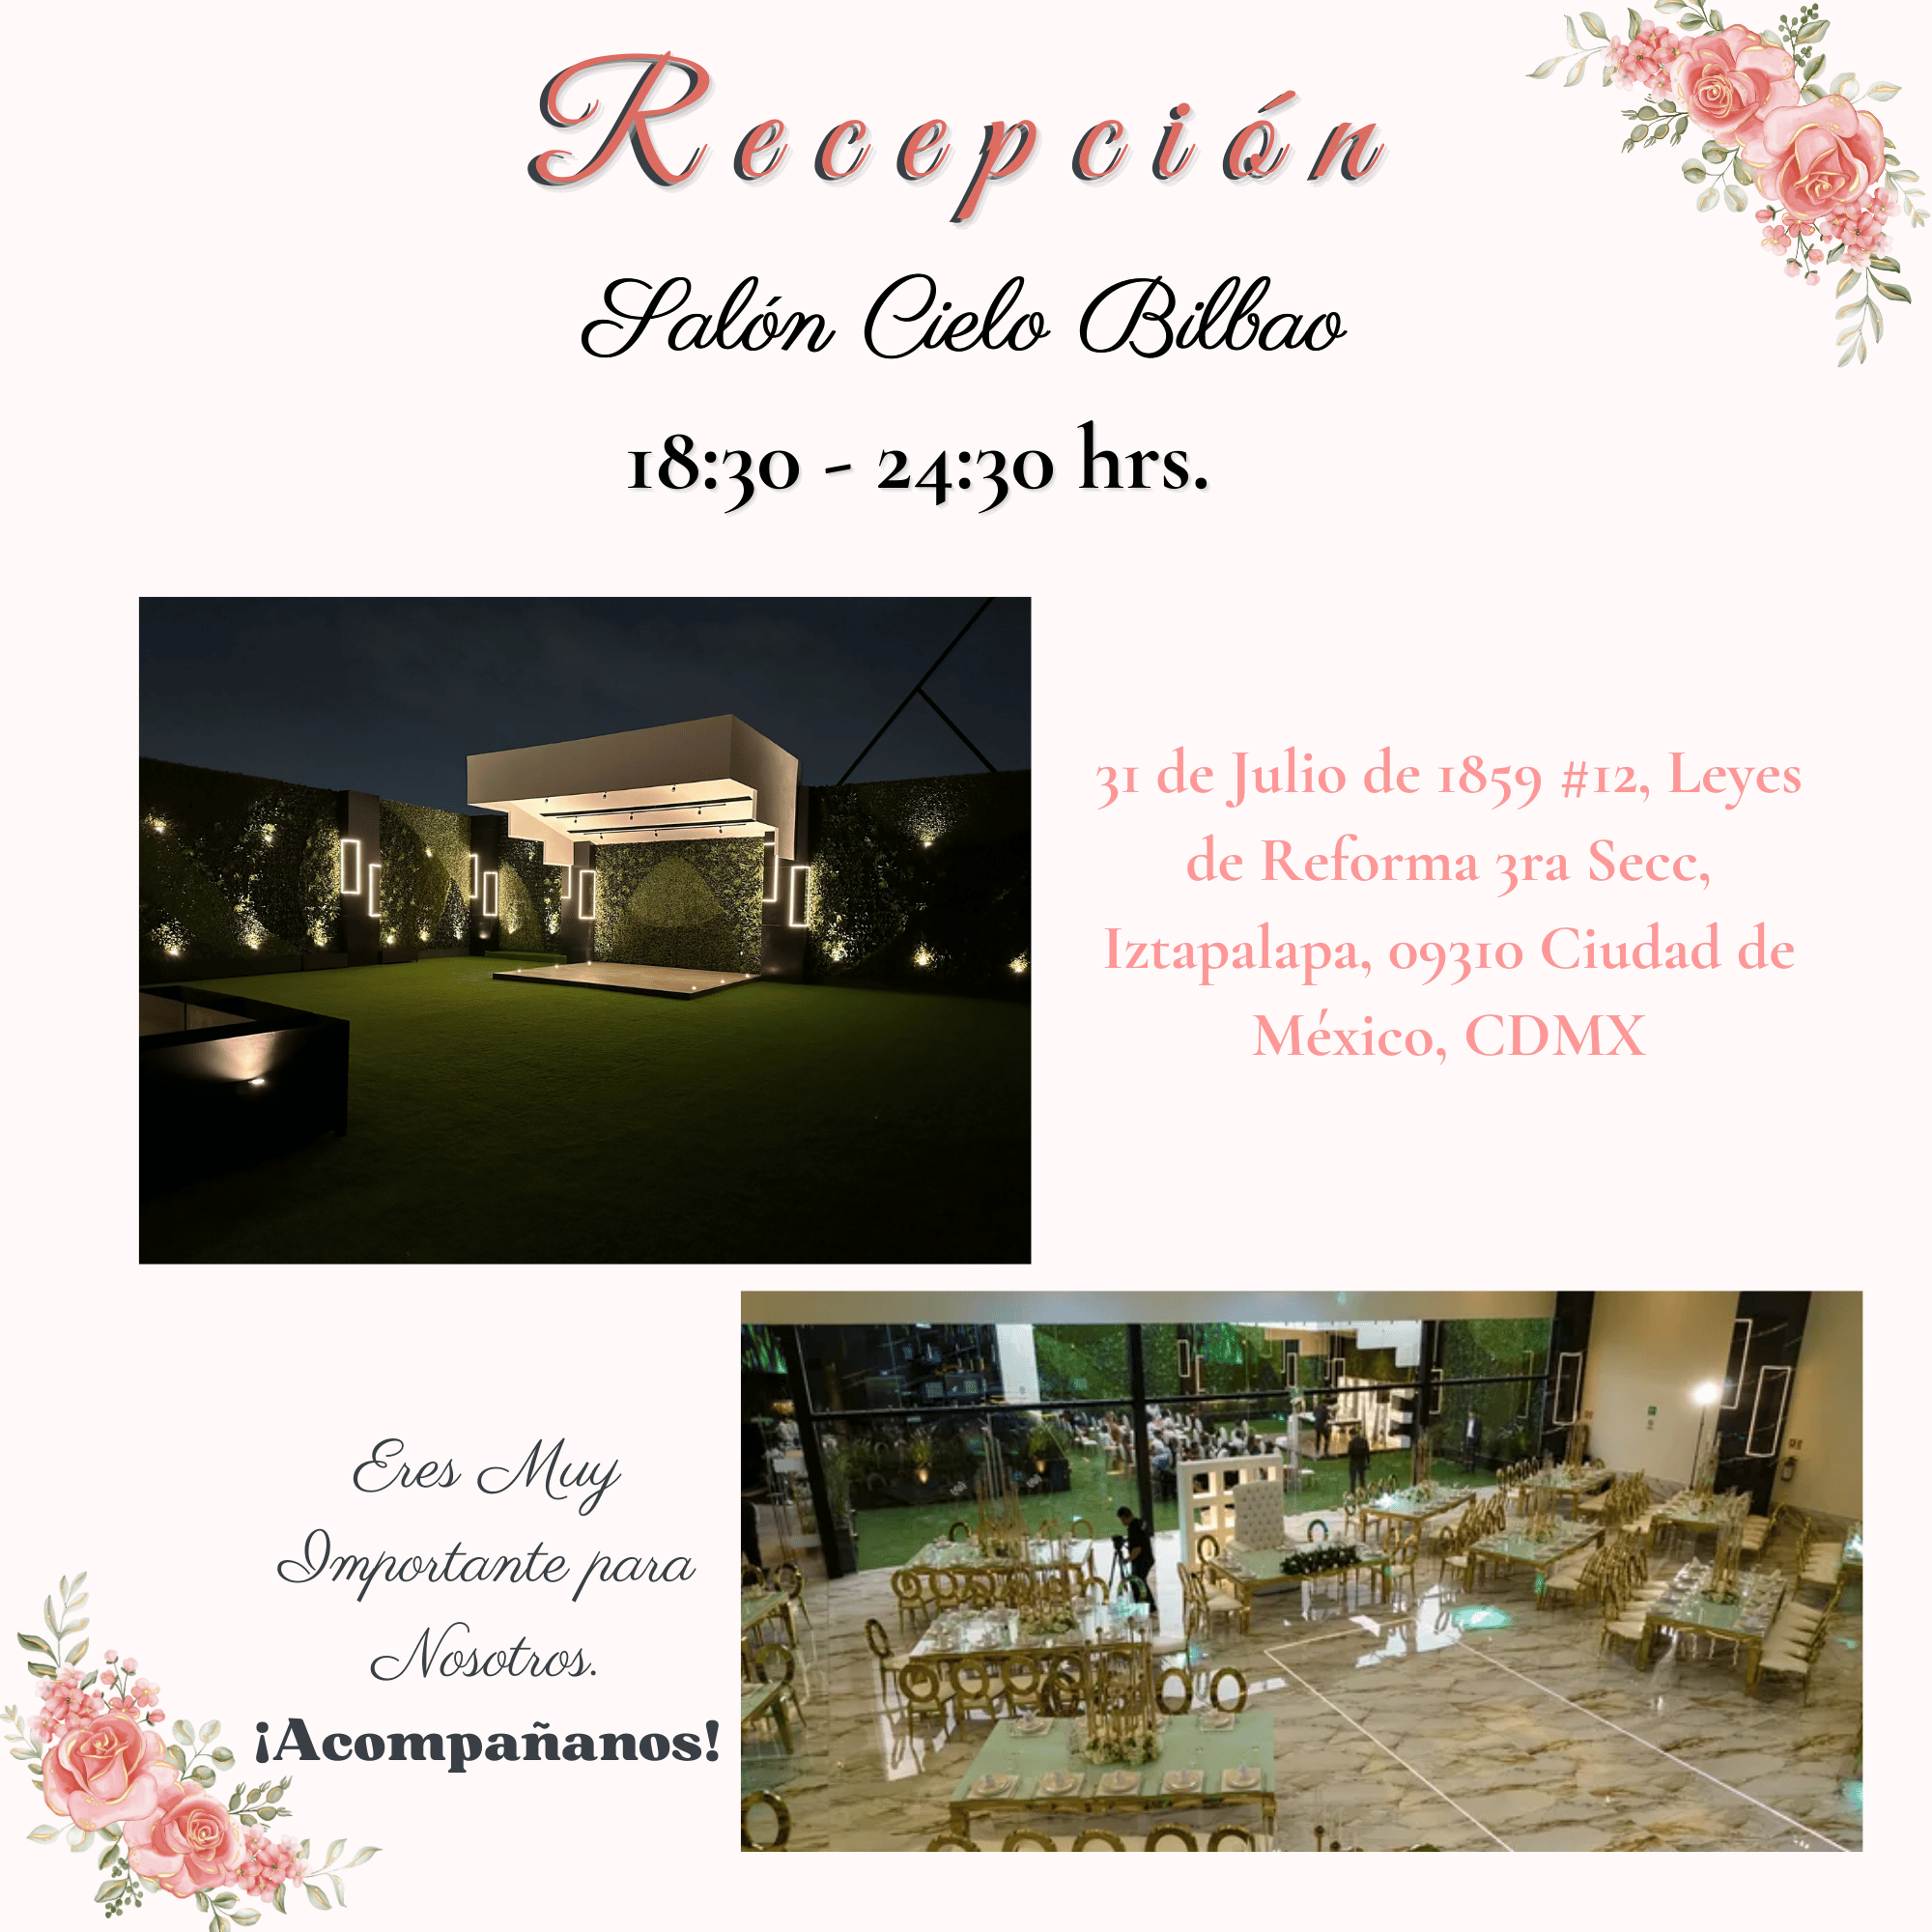 Recepción
Salón Cielo Bilbao
18:30 - 24:30 hrs.
31 de Julio de 1859 #12, Leyes
de Reforma 3ra Secc,
Iztapalapa, 09310 Ciudad de
México, CDMX
Eres Muy
Importante para
Nosotros.
¡Acompañanos!